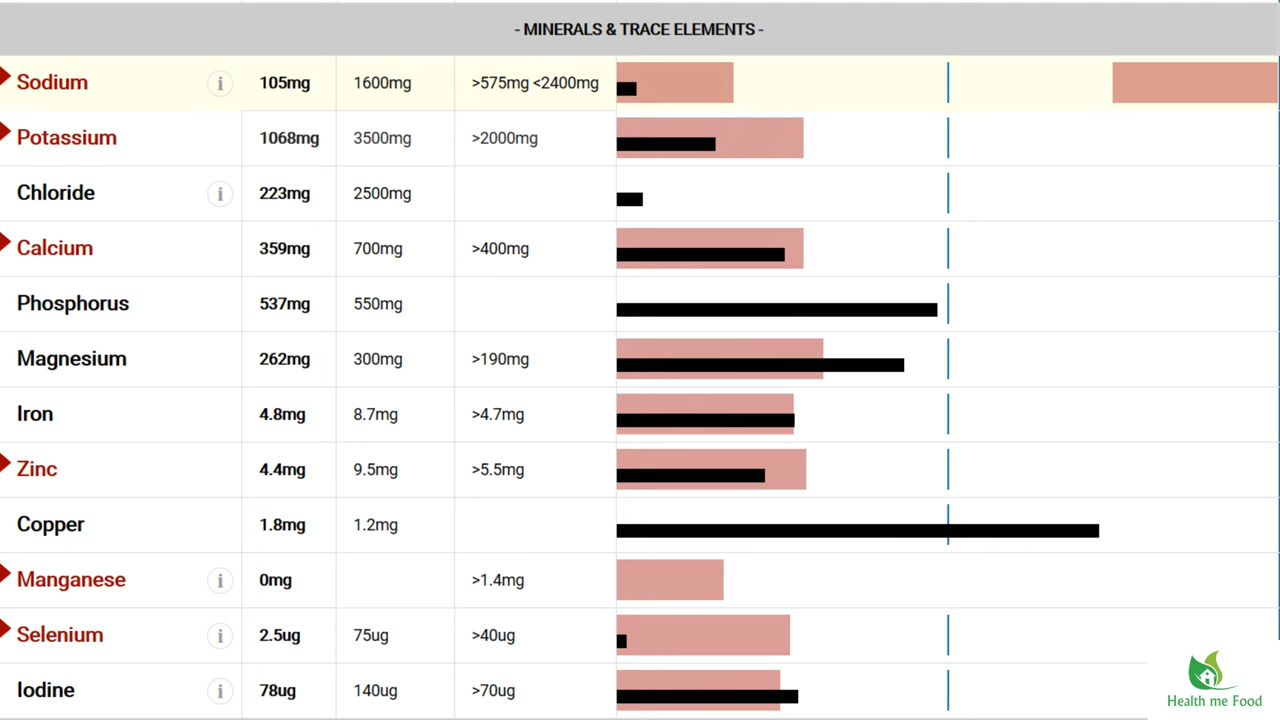 - MINERALS & TRACE ELEMENTS -
Sodium i 105mg 1600mg >575mg <2400mg
Potassium 1068mg 3500mg >2000mg
Chloride i 223mg 2500mg
Calcium 359mg 700mg >400mg
Phosphorus 537mg 550mg
Magnesium 262mg 300mg >190mg
Iron 4.8mg 8.7mg >4.7mg
Zinc 4.4mg 9.5mg >5.5mg
Copper 1.8mg 1.2mg
Manganese i 0mg >1.4mg
Selenium i 2.5ug 75ug >40ug
Iodine i 78ug 140ug >70ug
Health me Food